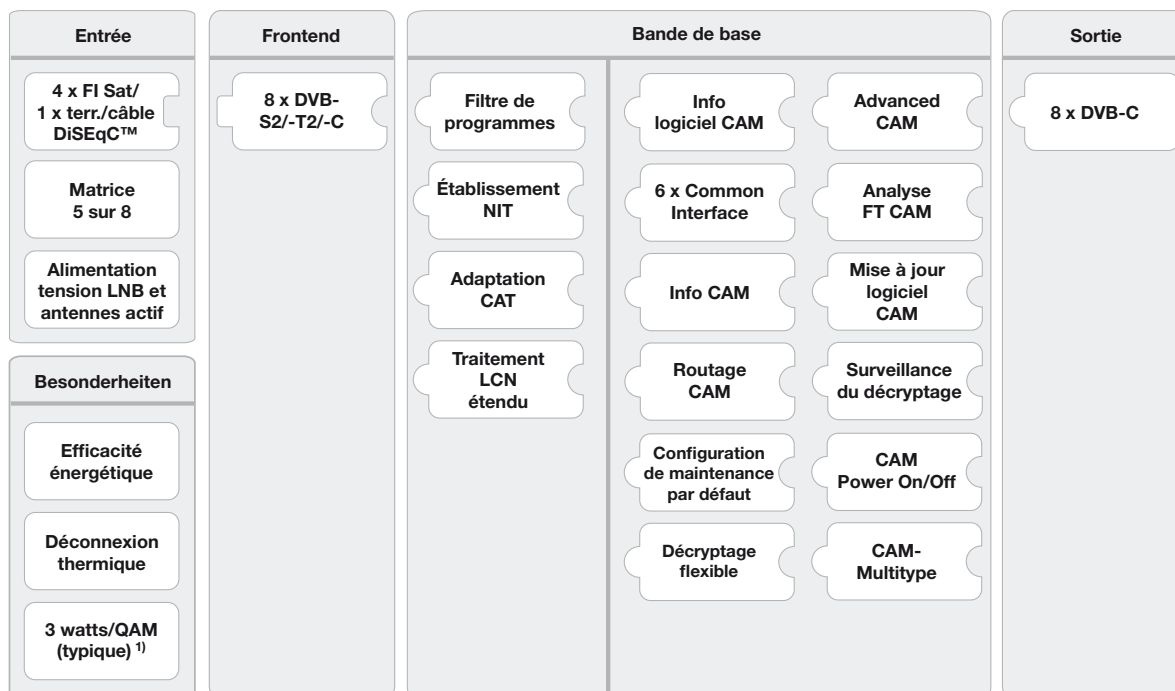 Entrée
4 x FI Sat/
1 x terr./câble
DiSEqC™
Matrice
5 sur 8
Alimentation
tension LNB et
antennes actif
Besonderheiten
Efficacité
énergétique
Déconnexion
thermique
3 watts/QAM
(typique) 1)
Frontend
8 x DVB-
S2/-T2/-C
Bande de base
Filtre de
programmes
Établissement
NIT
Adaptation
CAT
Traitement
LCN
étendu
Info
logiciel CAM
6 x Common
Interface
Info CAM
Routage
CAM
Configuration
de maintenance
par défaut
Décryptage
flexible
Advanced
CAM
Analyse
FT CAM
Mise à jour
logiciel
CAM
Surveillance
du décryptage
CAM
Power On/Off
CAM-
Multitype
Sortie
8 x DVB-C